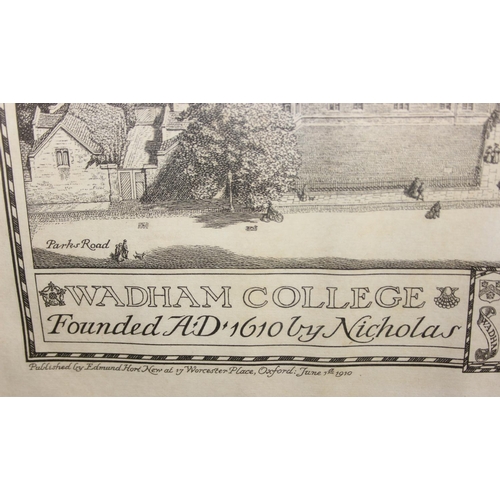 Parks Road
WADHAM COLLEGE
Founded A:D: 1610 by Nicholas
WADHAM
Published by Edmund Hort New at 17 Worcester Place, Oxford: June 1910